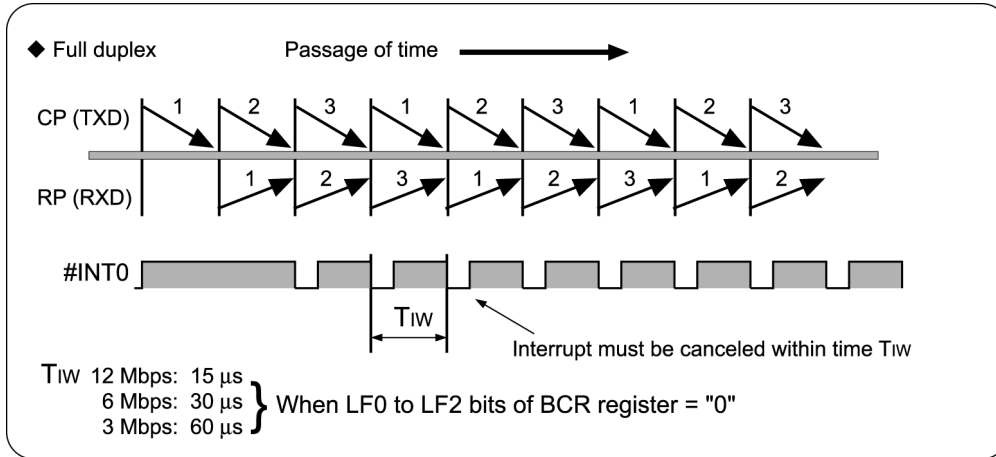 ◆ Full duplex
Passage of time
CP (TXD)
1 2 3 1 2 3 1 2 3
RP (RXD)
1 2 3 1 2 3 1 2
#INT0
TIW
Interrupt must be canceled within time TIW
TIW 12 Mbps: 15 µs
6 Mbps: 30 µs
3 Mbps: 60 µs
When LF0 to LF2 bits of BCR register = "0"